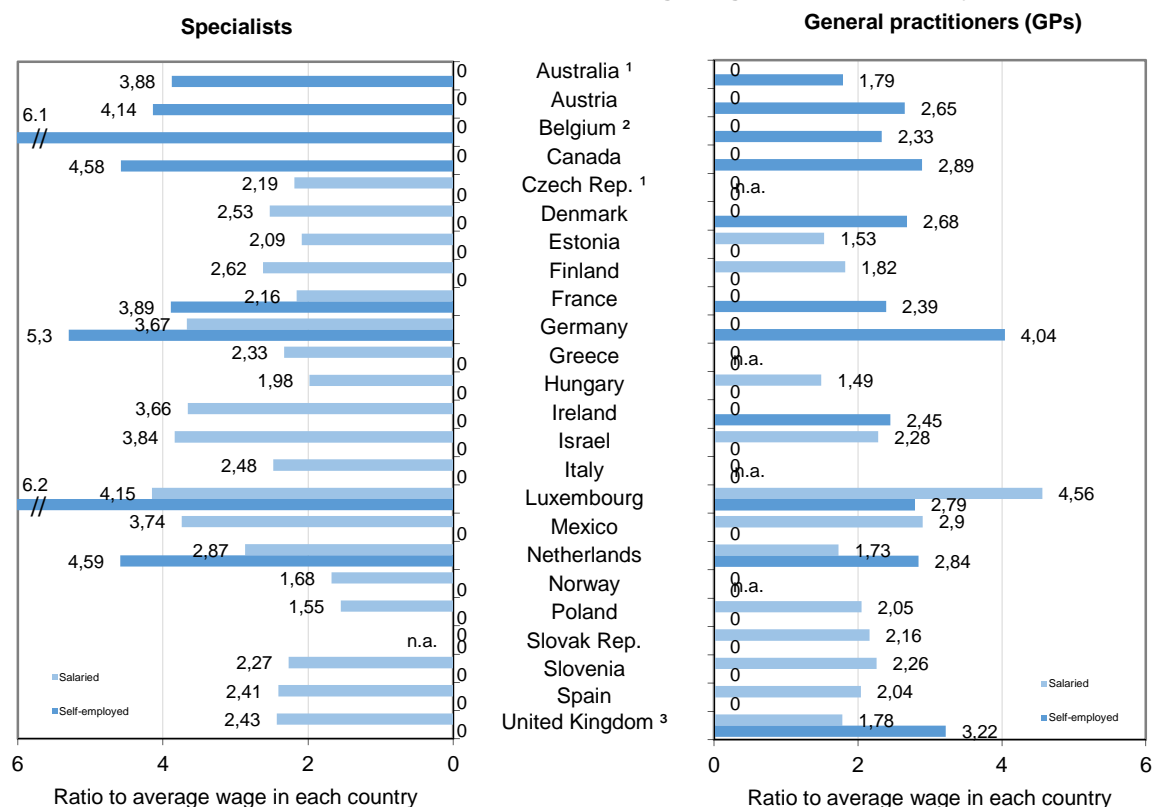 Specialists
General practitioners (GPs)
0 Australia ¹ 0
3,88 0 1,79
0 Austria 0
4,14 0 2,65
6.1 0 Belgium ² 0
// 0 2,33
0 Canada 0
4,58 0 2,89
2,19 Czech Rep. ¹ 0 n.a.
0 0
2,53 Denmark 0
0 2,68
2,09 Estonia 1,53
0 0
2,62 Finland 1,82
0 0
2,16 France 0
3,89 2,39
3,67 Germany 0
5,3 4,04
2,33 Greece 0 n.a.
0 0
1,98 Hungary 1,49
0 0
3,66 Ireland 0
0 2,45
3,84 Israel 2,28
0 0
2,48 Italy 0 n.a.
0 0
6.2 4,15 Luxembourg 4,56
// 2,79
3,74 Mexico 2,9
0 0
2,87 Netherlands 1,73
4,59 2,84
1,68 Norway 0 n.a.
0 0
1,55 Poland 2,05
0 0
n.a. 0 Slovak Rep. 2,16
0 0
2,27 Slovenia 2,26
0 0
Salaried 2,41 Spain 2,04 Salaried
0 0
Self-employed 2,43 United Kingdom ³ 1,78 Self-employed
0 3,22
6 4 2 0 0 2 4 6
Ratio to average wage in each country Ratio to average wage in each country